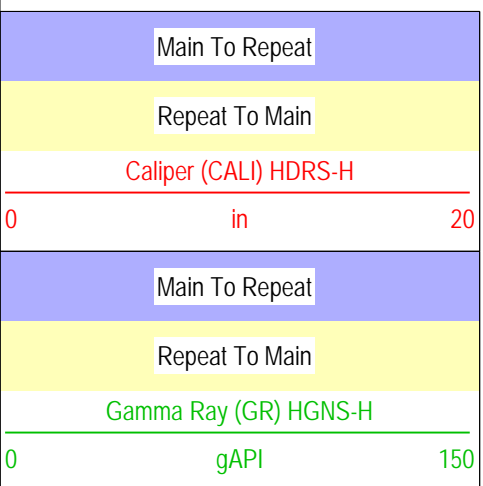 Main To Repeat
Repeat To Main
Caliper (CALI) HDRS-H
0 in 20
Main To Repeat
Repeat To Main
Gamma Ray (GR) HGNS-H
0 gAPI 150